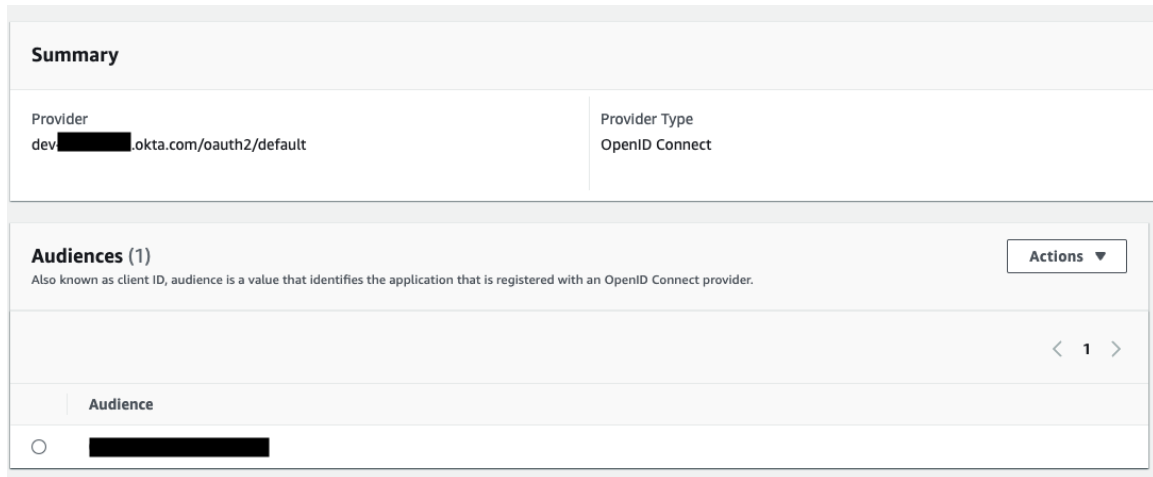 Summary
Provider
Provider Type
dev- .okta.com/oauth2/default
OpenID Connect
Audiences (1)
Actions ▼
Also known as client ID, audience is a value that identifies the application that is registered with an OpenID Connect provider.
< 1 >
Audience